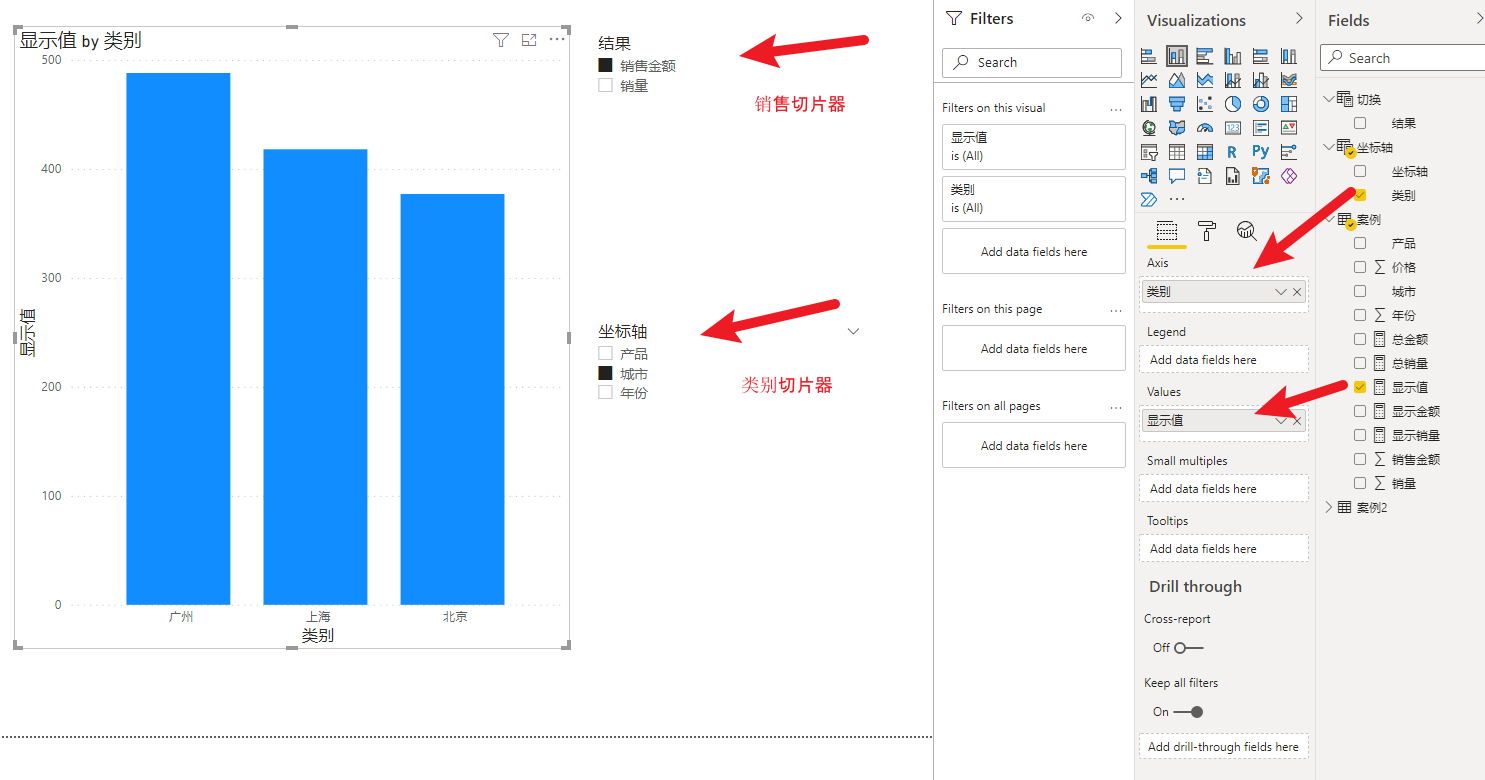 显示值 by 类别
500
400
300
200
100
0
显示值
广州
上海
北京
类别
结果
销售金额
销量
销售切片器
坐标轴
产品
城市
年份
类别切片器
Filters
Search
Filters on this visual
...
显示值
is (All)
类别
is (All)
Add data fields here
Filters on this page
...
Add data fields here
Filters on all pages
...
Add data fields here
Visualizations
123
R
Py
...
Axis
类别
Legend
Add data fields here
Values
显示值
Small multiples
Add data fields here
Tooltips
Add data fields here
Drill through
Cross-report
Off
Keep all filters
On
Add drill-through fields here
Fields
Search
切换
结果
坐标轴
坐标轴
类别
案例
产品
∑ 价格
城市
∑ 年份
总金额
总销量
显示值
显示金额
显示销量
∑ 销售金额
∑ 销量
案例2